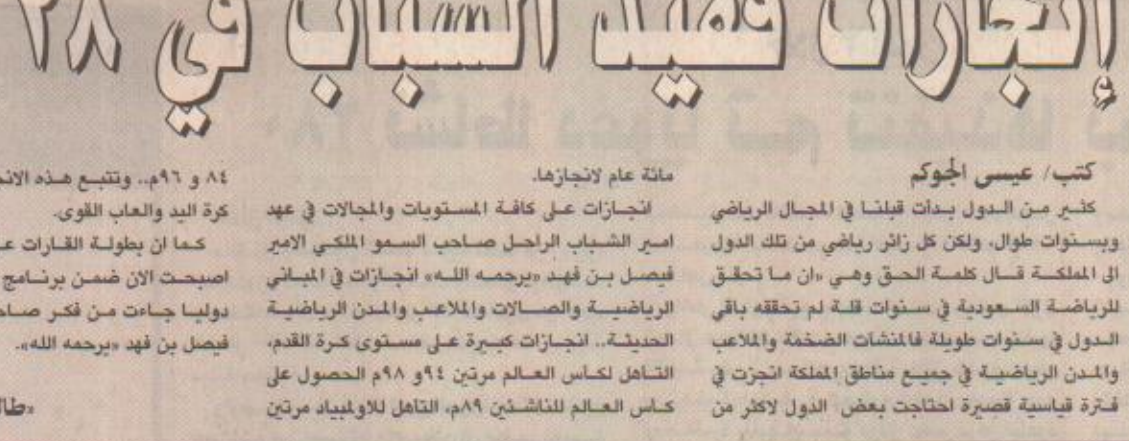 إنجازات فقيد الشباب في ٢٨
كتب/ عيسى الجوكم
كثير من الدول بدأت قبلنا في المجال الرياضي
وبسنوات طوال، ولكن كل زائر رياضي من تلك الدول
الى المملكة قال كلمة الحق وهي «ان ما تحقق
للرياضة السعودية في سنوات قلة لم تحققه باقي
الدول في سنوات طويلة فالمنشآت الضخمة والملاعب
والمدن الرياضية في جميع مناطق المملكة انجزت في
فترة قياسية قصيرة احتاجت بعض الدول لاكثر من
مائة عام لانجازها.
انجازات على كافة المستويات والمجالات في عهد
امير الشباب الراحل صاحب السمو الملكي الامير
فيصل بن فهد «يرحمه الله» انجازات في المباني
الرياضية والصالات والملاعب والمدن الرياضية
الحديثة.. انجازات كبيرة على مستوى كرة القدم،
التاهل لكأس العالم مرتين ٩٤و ٩٨م الحصول على
كاس العالم للناشئين ٨٩م، التاهل للاولمبياد مرتين
٨٤ و ٩٦م.. وتتبع هذه
كرة اليد والعاب القوى.
كما ان بطولة القارات
اصبحت الان ضمن برنامج
دوليا جاءت من فكر
فيصل بن فهد «يرحمه الله».